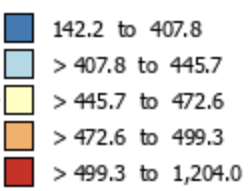 142.2 to 407.8
> 407.8 to 445.7
> 445.7 to 472.6
> 472.6 to 499.3
> 499.3 to 1,204.0